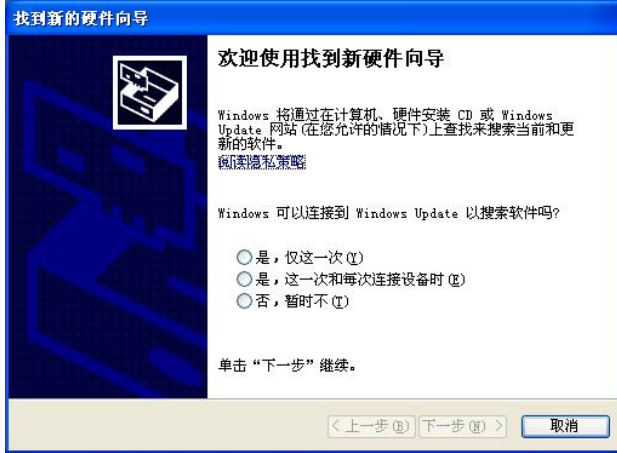 找到新的硬件向导
欢迎使用找到新硬件向导
Windows 将通过在计算机、硬件安装 CD 或 Windows
Update 网站(在您允许的情况下)上查找来搜索当前和更
新的软件。
阅读隐私策略
Windows 可以连接到 Windows Update 以搜索软件吗?
是，仅这一次(Y)
是，这一次和每次连接设备时(E)
否，暂时不(T)
单击“下一步”继续。
< 上一步(B) 下一步(N) > 取消